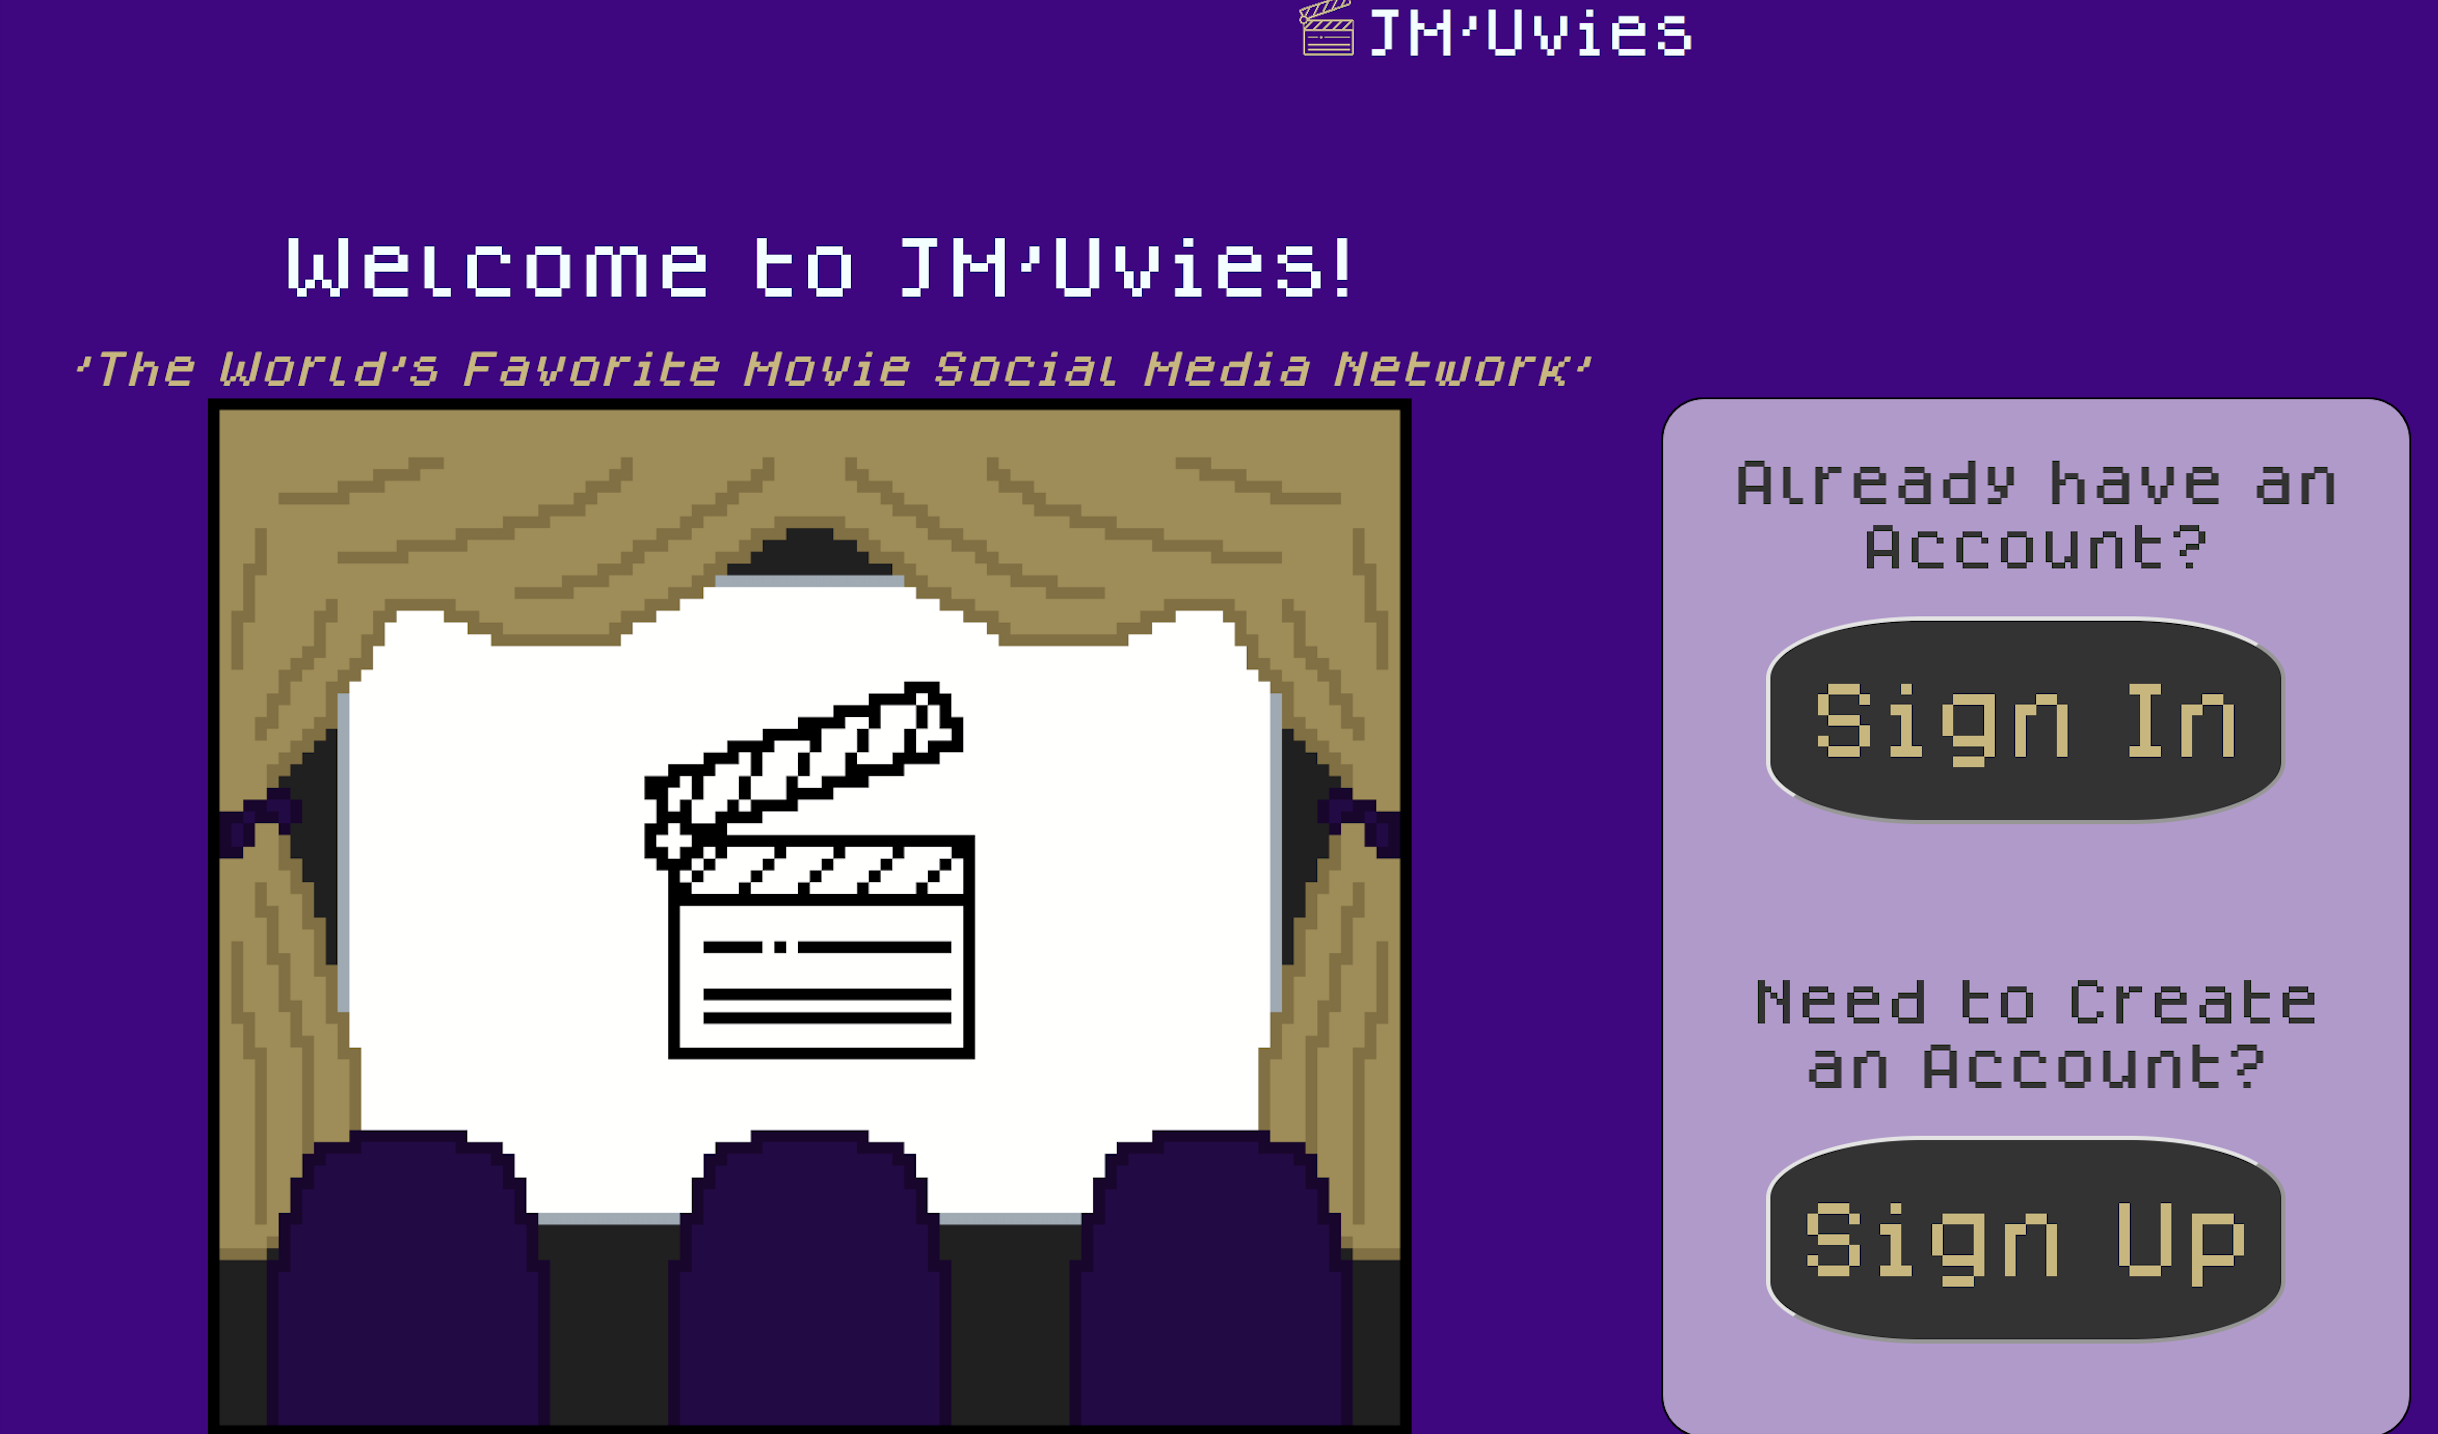 JM'Uvies
Welcome to JM'Uvies!
'The World's Favorite Movie Social Media Network'
Already have an
Account?
Sign In
Need to Create
an Account?
Sign Up